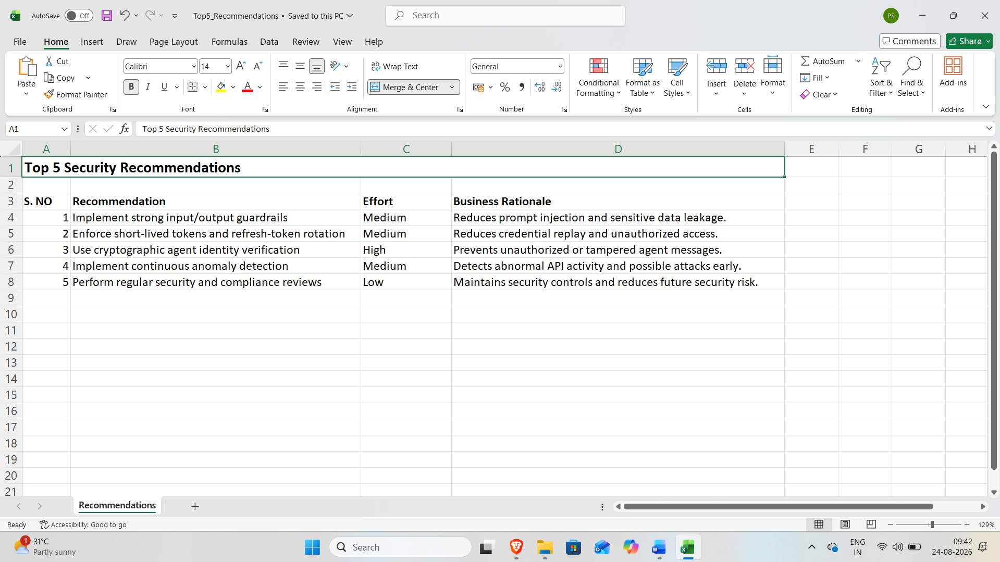 AutoSave Off Top5_Recommendations • Saved to this PC Search PS
File Home Insert Draw Page Layout Formulas Data Review View Help Comments Share
Paste Cut Copy Format Painter Clipboard
Calibri 14 B I U A Font
Wrap Text Merge & Center Alignment
General % Number
Conditional Formatting Format as Table Cell Styles Styles
Insert Delete Format Cells
AutoSum Fill Clear Sort & Filter Find & Select Editing
Add-ins Add-ins
A1 fx Top 5 Security Recommendations
A B C D E F G H
1 Top 5 Security Recommendations
2
3 S. NO Recommendation Effort Business Rationale
4 1 Implement strong input/output guardrails Medium Reduces prompt injection and sensitive data leakage.
5 2 Enforce short-lived tokens and refresh-token rotation Medium Reduces credential replay and unauthorized access.
6 3 Use cryptographic agent identity verification High Prevents unauthorized or tampered agent messages.
7 4 Implement continuous anomaly detection Medium Detects abnormal API activity and possible attacks early.
8 5 Perform regular security and compliance reviews Low Maintains security controls and reduces future security risk.
9
10
11
12
13
14
15
16
17
18
19
20
21
Recommendations
Ready Accessibility: Good to go 129%
1 31°C Search ENG 09:42
Partly sunny IN 24-08-2026